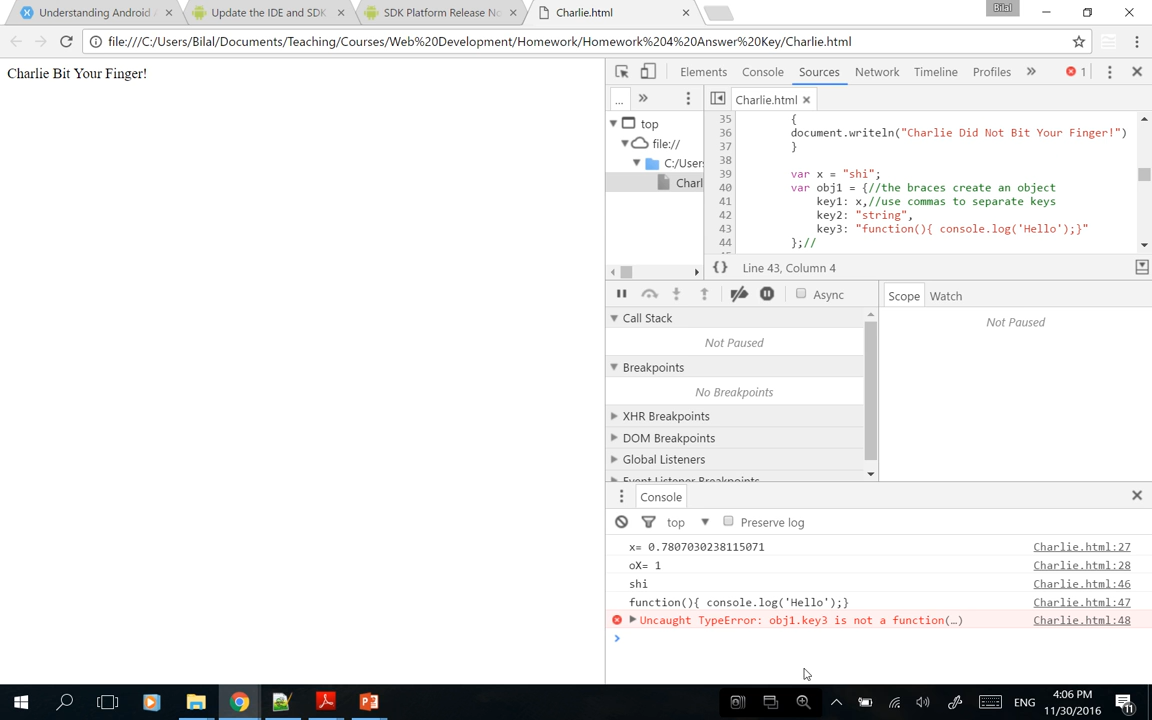 Understanding Android
Update the IDE and SDK
SDK Platform Release No
Charlie.html
Bilal
file:///C:/Users/Bilal/Documents/Teaching/Courses/Web%20Development/Homework/Homework%204%20Answer%20Key/Charlie.html
Charlie Bit Your Finger!
Elements Console Sources Network Timeline Profiles » 1
... » Charlie.html
top
file://
C:/Users
Charl
35 {
36 document.writeln("Charlie Did Not Bit Your Finger!")
37 }
38
39 var x = "shi";
40 var obj1 = {//the braces create an object
41 key1: x,//use commas to separate keys
42 key2: "string",
43 key3: "function(){ console.log('Hello');}"
44 };//
{} Line 43, Column 4
Async
Scope Watch
Call Stack
Not Paused
Not Paused
Breakpoints
No Breakpoints
XHR Breakpoints
DOM Breakpoints
Global Listeners
Event Listener Breakpoints
Console
top Preserve log
x= 0.7807030238115071 Charlie.html:27
oX= 1 Charlie.html:28
shi Charlie.html:46
function(){ console.log('Hello');} Charlie.html:47
Uncaught TypeError: obj1.key3 is not a function(…) Charlie.html:48
ENG
4:06 PM
11/30/2016
11